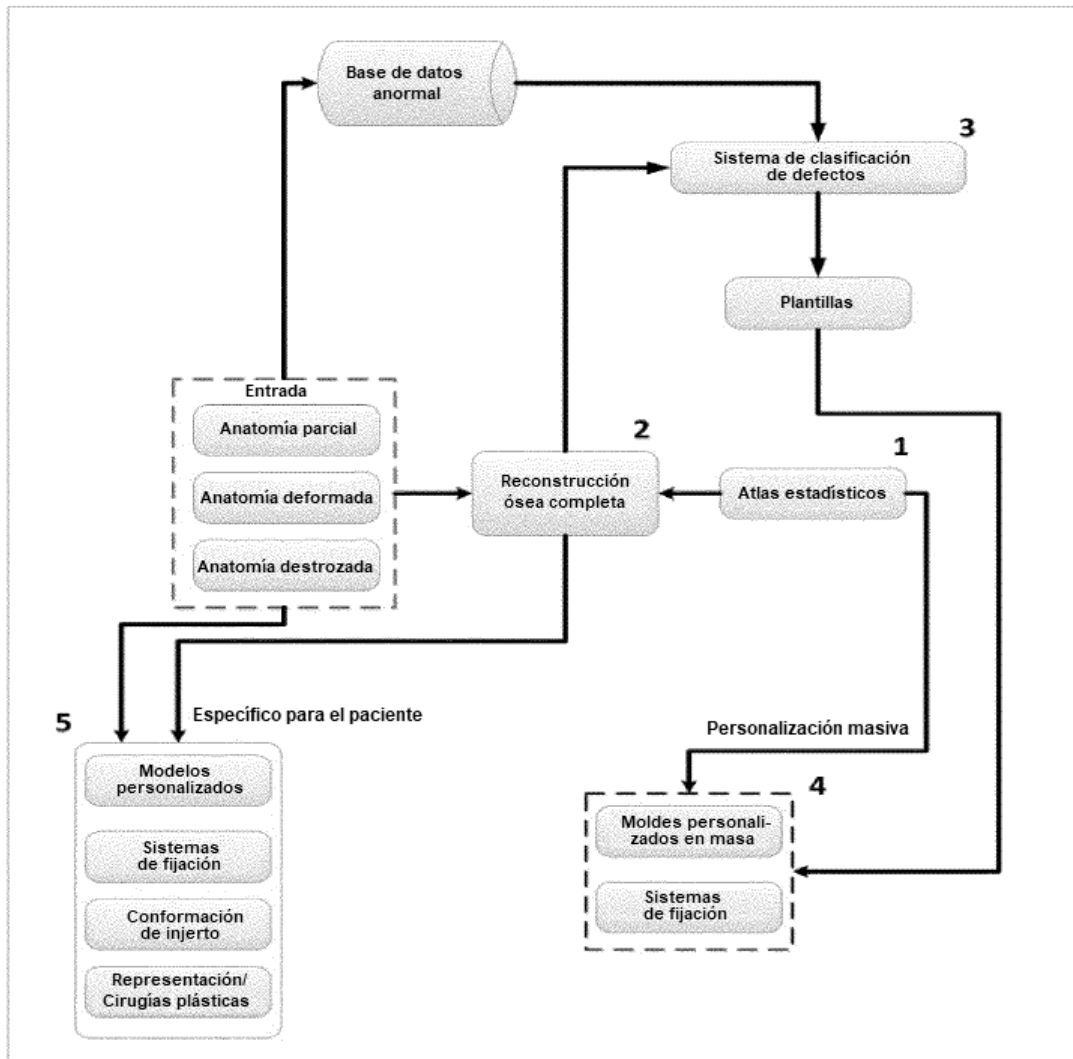 Base de datos
anormal
3
Sistema de clasificación
de defectos
Plantillas
Entrada
Anatomía parcial
Anatomía deformada
Anatomía destrozada
2
Reconstrucción
ósea completa
1
Atlas estadísticos
Específico para el paciente
5
Modelos
personalizados
Sistemas
de fijación
Conformación
de injerto
Representación/
Cirugías plásticas
Personalización masiva
4
Moldes personali-
zados en masa
Sistemas
de fijación